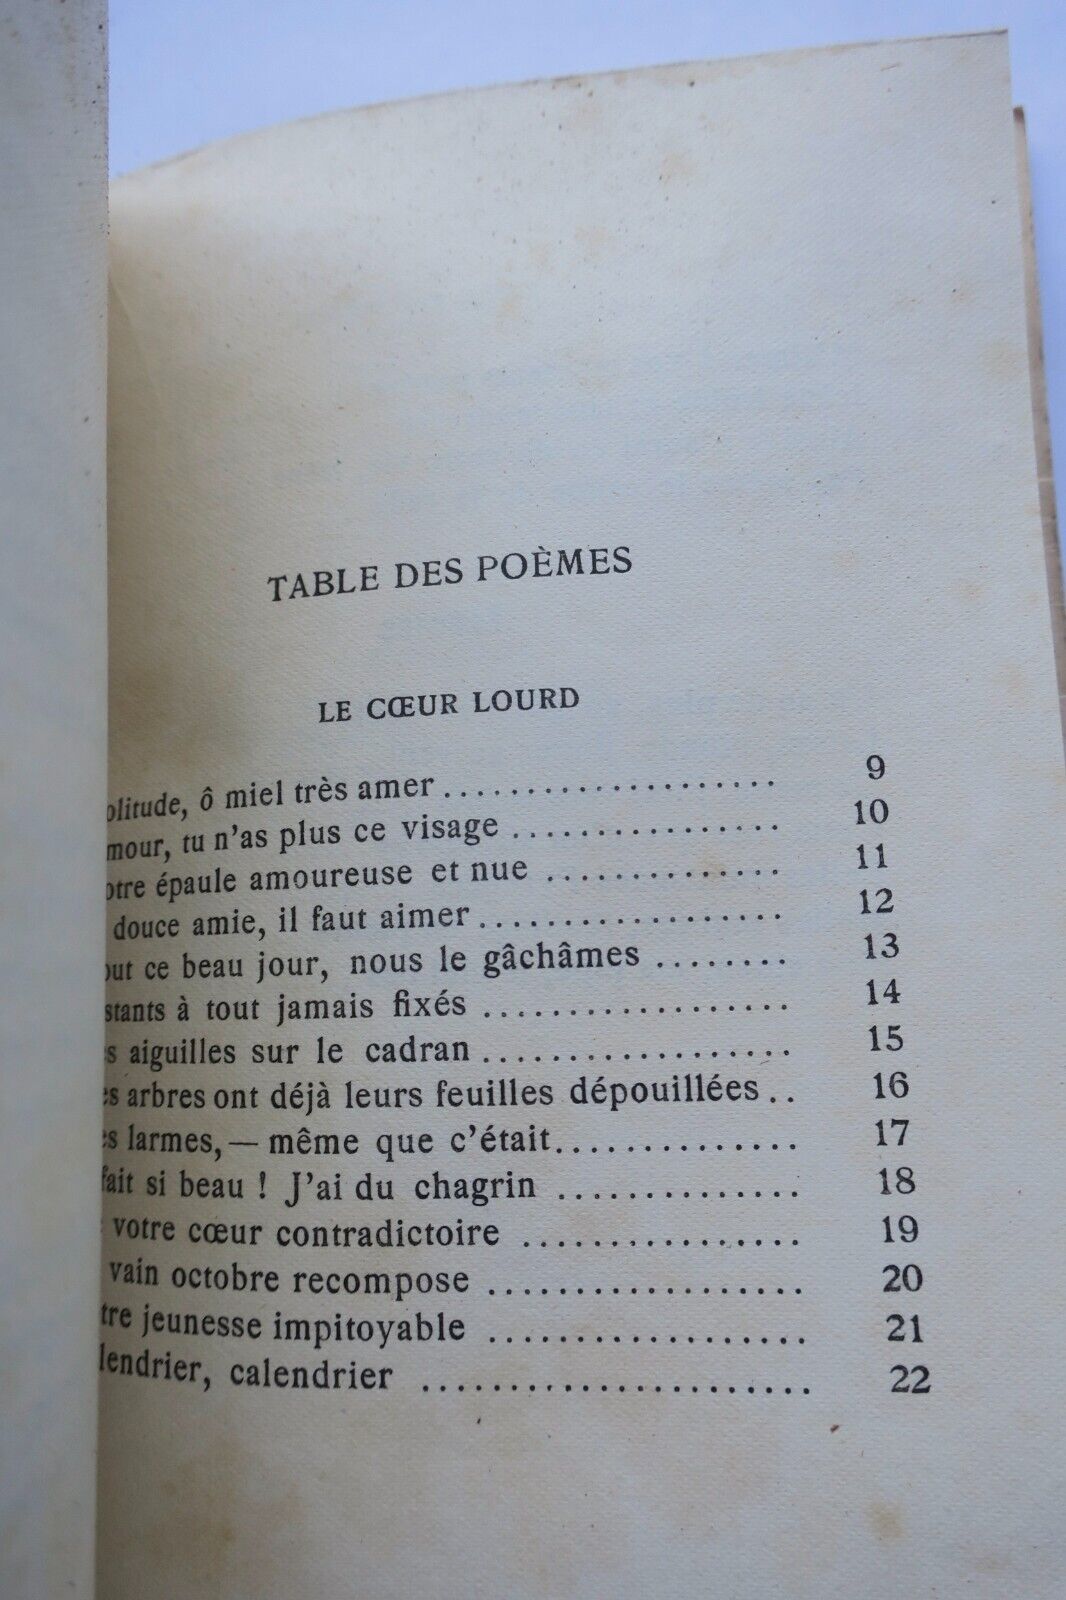 TABLE DES POÈMES
LE CŒUR LOURD
olitude, ô miel très amer .................... 9
mour, tu n'as plus ce visage ................ 10
otre épaule amoureuse et nue .............. 11
douce amie, il faut aimer .................. 12
out ce beau jour, nous le gâchâmes ........ 13
stants à tout jamais fixés .................. 14
s aiguilles sur le cadran ................... 15
es arbres ont déjà leurs feuilles dépouillées .. 16
es larmes, — même que c'était ............... 17
fait si beau ! J'ai du chagrin ............... 18
votre cœur contradictoire ................. 19
vain octobre recompose ................... 20
tre jeunesse impitoyable ................... 21
lendrier, calendrier ....................... 22